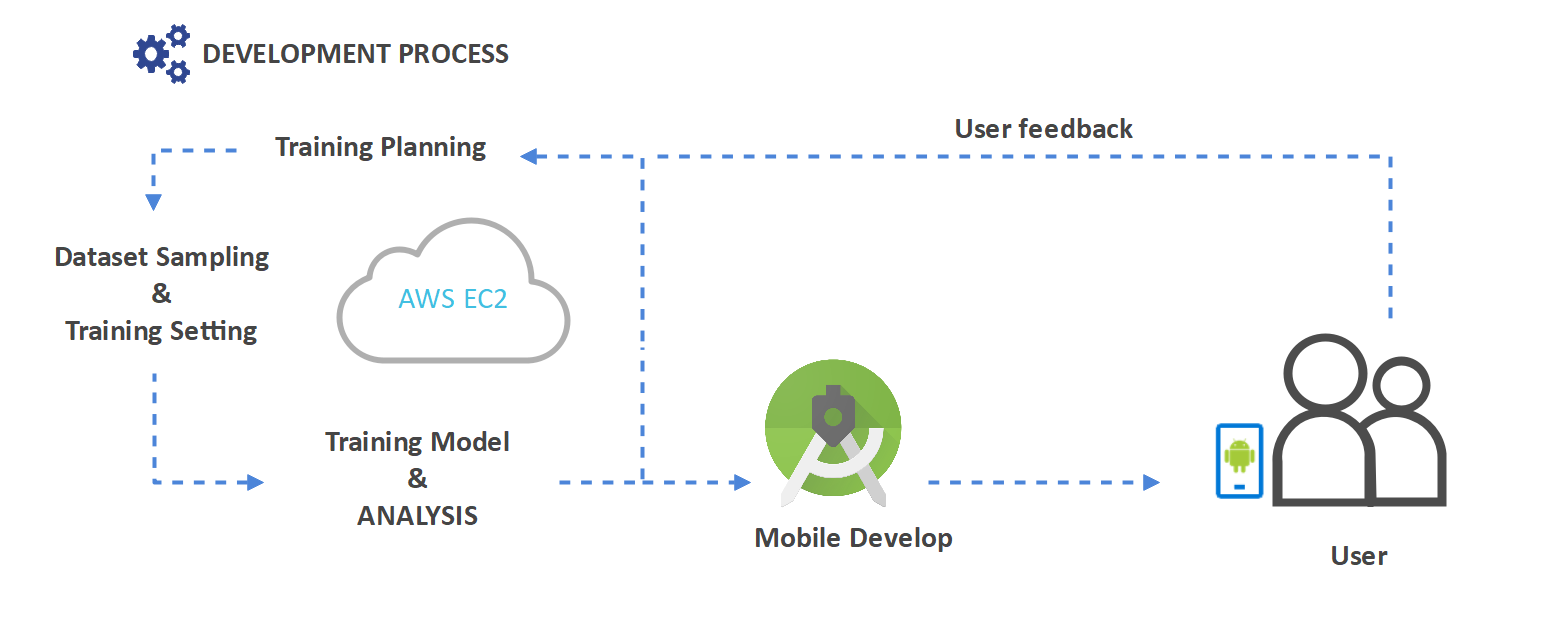 DEVELOPMENT PROCESS
User feedback
Training Planning
Dataset Sampling
&
Training Setting
AWS EC2
Training Model
&
ANALYSIS
Mobile Develop
User